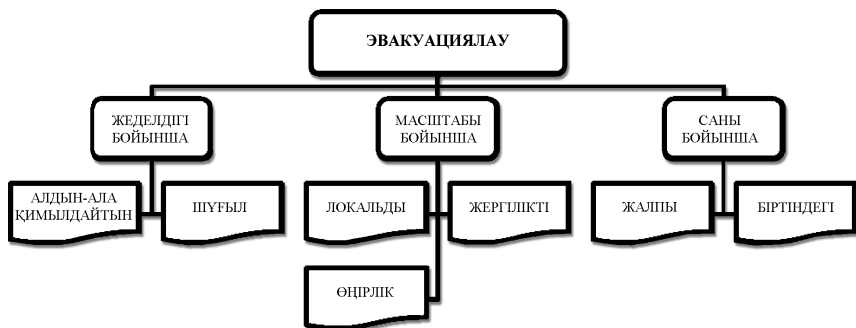 ЭВАКУАЦИЯЛАУ
ЖЕДЕЛДІГІ
БОЙЫНША
МАСШТАБЫ
БОЙЫНША
САНЫ
БОЙЫНША
АЛДЫН-АЛА
ҚИМЫЛДАЙТЫН
ШҰҒЫЛ
ЛОКАЛЬДЫ
ЖЕРГІЛІКТІ
ЖАЛПЫ
БІРТІНДЕГІ
ӨҢІРЛІК